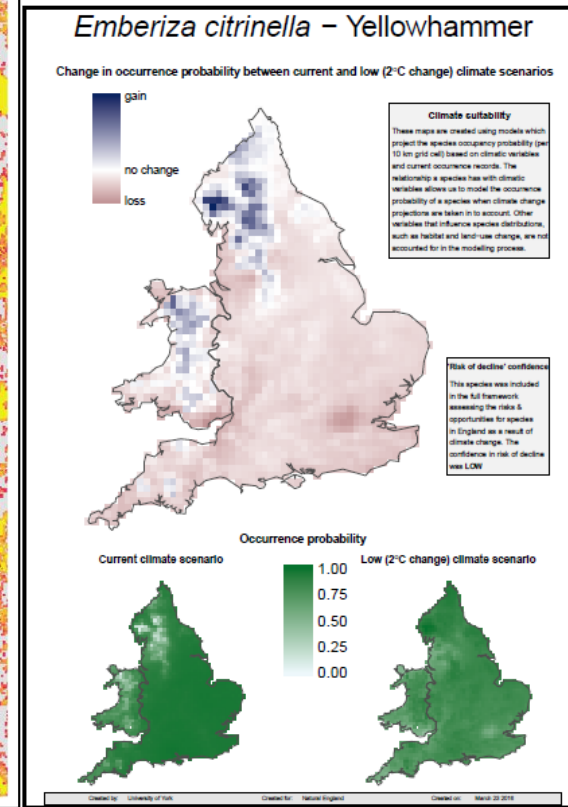 Emberiza citrinella − Yellowhammer
Change in occurrence probability between current and low (2°C change) climate scenarios
gain
no change
loss
Climate suitability
These maps are created using models which
project the species occupancy probability (per
10 km grid cell) based on climatic variables
and current occurrence records. The
relationship a species has with climatic
variables allows us to model the occurrence
probability of a species when climate change
projections are taken in to account. Other
variables that influence species distributions,
such as habitat and land−use change, are not
accounted for in the modelling process.
'Risk of decline' confidence
This species was included
in the full framework
assessing the risks &
opportunities for species
in England as a result of
climate change. The
confidence in risk of decline
was LOW
Occurrence probability
Current climate scenario
Low (2°C change) climate scenario
1.00
0.75
0.50
0.25
0.00
Created by: University of York Created for: Natural England Created on: March 23 2016